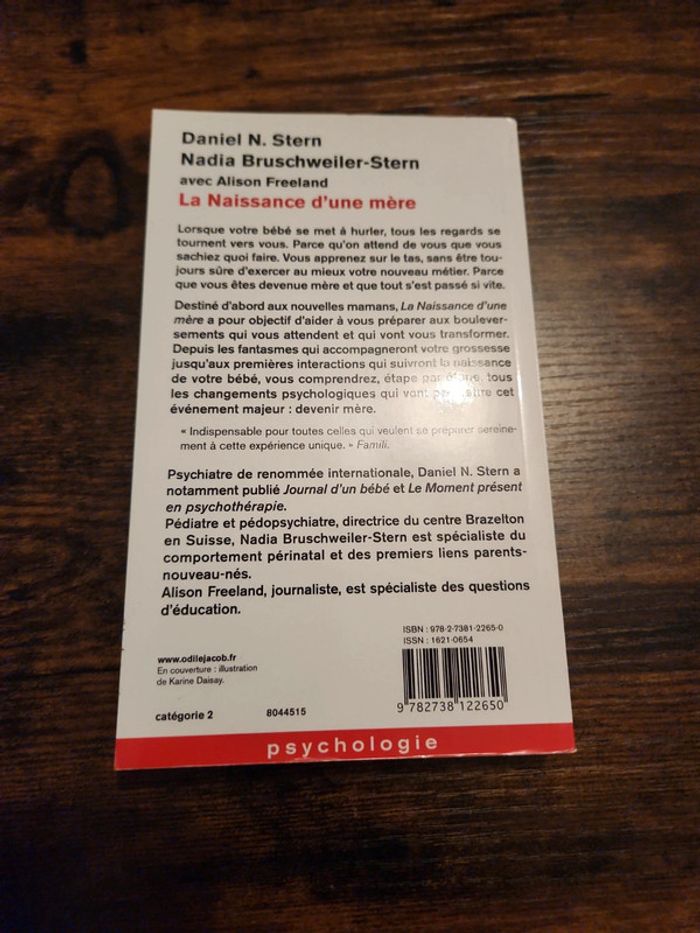 Daniel N. Stern
Nadia Bruschweiler-Stern
avec Alison Freeland
La Naissance d'une mère
Lorsque votre bébé se met à hurler, tous les regards se
tournent vers vous. Parce qu'on attend de vous que vous
sachiez quoi faire. Vous apprenez sur le tas, sans être tou-
jours sûre d'exercer au mieux votre nouveau métier. Parce
que vous êtes devenue mère et que tout s'est passé si vite.
Destiné d'abord aux nouvelles mamans, La Naissance d'une
mère a pour objectif d'aider à vous préparer aux boulever-
sements qui vous attendent et qui vont vous transformer.
Depuis les fantasmes qui accompagneront votre grossesse
jusqu'aux premières interactions qui suivront la naissance
de votre bébé, vous comprendrez, étape par étape, tous
les changements psychologiques qui vont cet
événement majeur : devenir mère.
« Indispensable pour toutes celles qui veulent se préparer sereine-
ment à cette expérience unique. » Famili.
Psychiatre de renommée internationale, Daniel N. Stern a
notamment publié Journal d'un bébé et Le Moment présent
en psychothérapie.
Pédiatre et pédopsychiatre, directrice du centre Brazelton
en Suisse, Nadia Bruschweiler-Stern est spécialiste du
comportement périnatal et des premiers liens parents-
nouveau-nés.
Alison Freeland, journaliste, est spécialiste des questions
d'éducation.
ISBN : 978-2-7381-2265-0
ISSN : 1621-0654
www.odilejacob.fr
En couverture : illustration
de Karine Daisay.
9 782738 122650
catégorie 2 8044515
psychologie